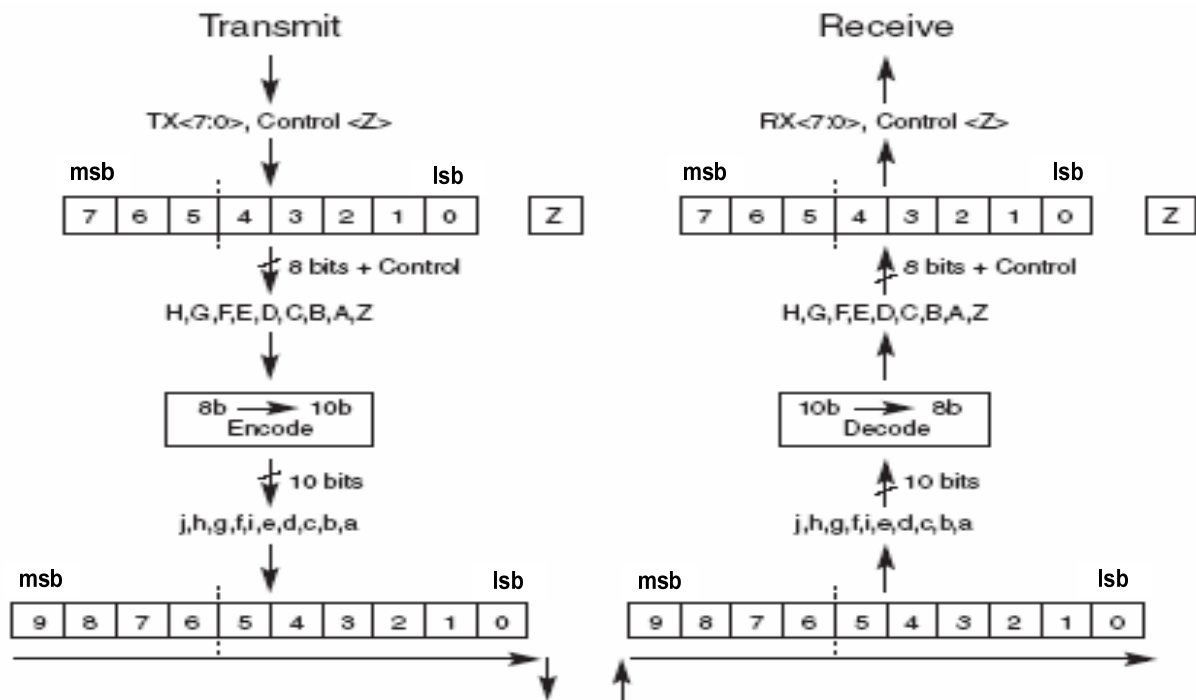 Transmit
TX<7:0>, Control <Z>
msb lsb
7 6 5 4 3 2 1 0 Z
8 bits + Control
H,G,F,E,D,C,B,A,Z
8b 10b
Encode
10 bits
j,h,g,f,i,e,d,c,b,a
msb lsb
9 8 7 6 5 4 3 2 1 0
Receive
RX<7:0>, Control <Z>
msb lsb
7 6 5 4 3 2 1 0 Z
8 bits + Control
H,G,F,E,D,C,B,A,Z
10b 8b
Decode
10 bits
j,h,g,f,i,e,d,c,b,a
msb lsb
9 8 7 6 5 4 3 2 1 0